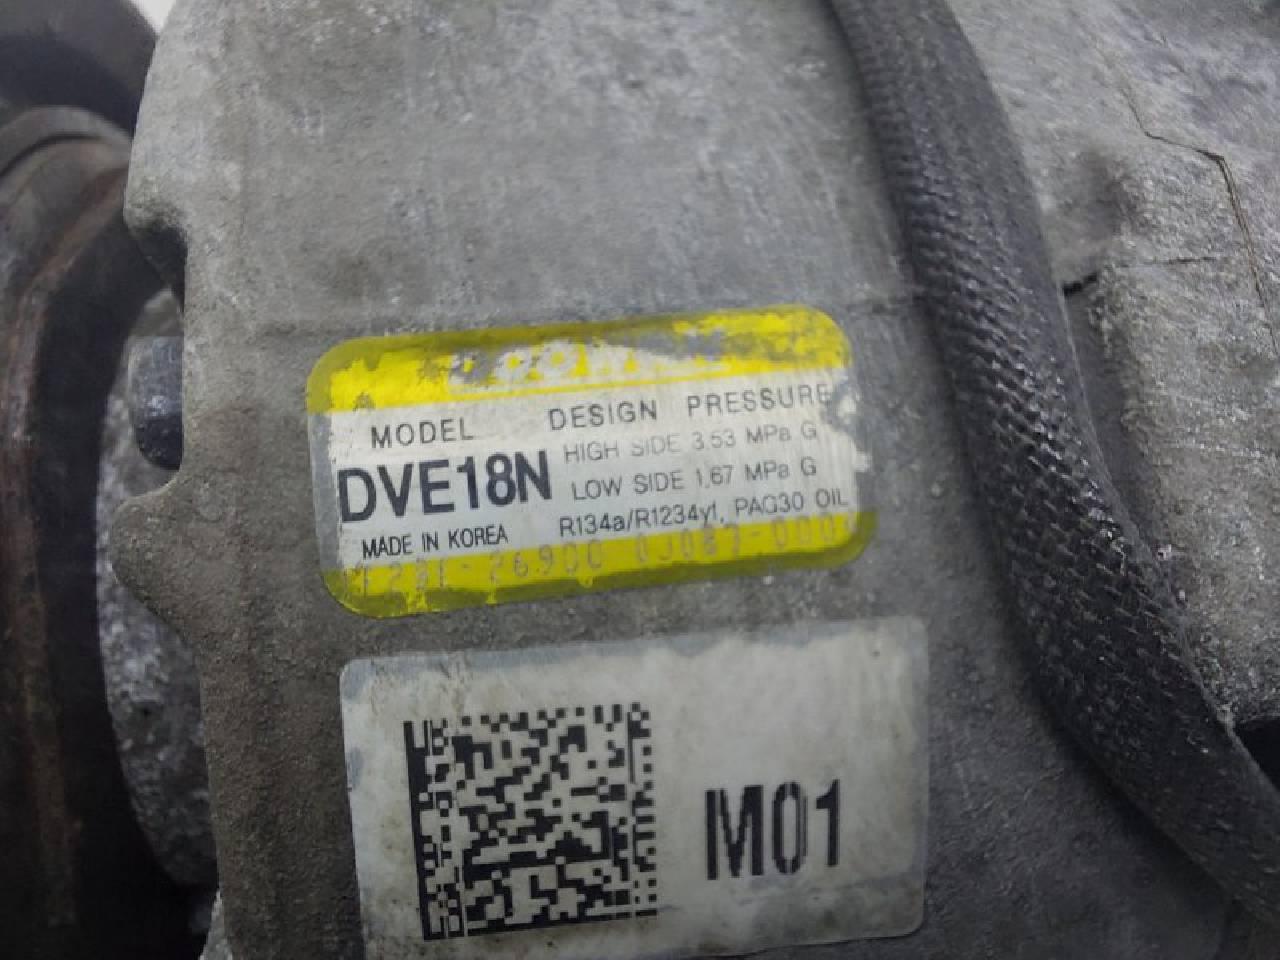 MODEL DESIGN PRESSURE
DVE18N HIGH SIDE 3.53 MPa G
LOW SIDE 1.67 MPa G
MADE IN KOREA R134a/R1234yf, PAG30 OIL
M01